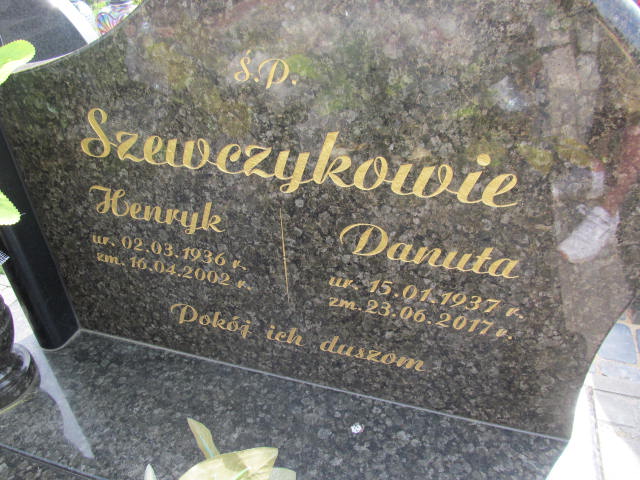 Ś.P.
Szewczykowie
Henryk
ur. 02.03.1936 r.
zm. 16.04.2002 r.
Danuta
ur. 15.01.1937 r.
zm. 23.06.2017 r.
Pokój ich duszom